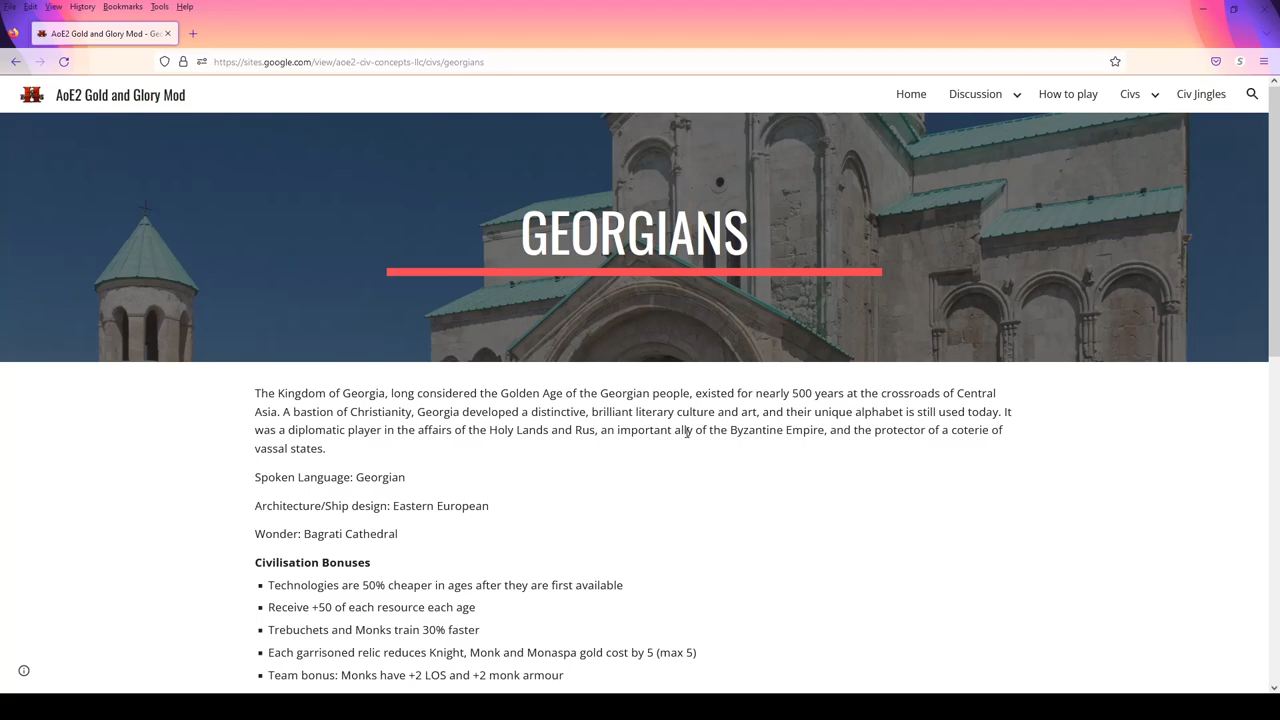 File Edit View History Bookmarks Tools Help
AoE2 Gold and Glory Mod - Geo
https://sites.google.com/view/aoe2-civ-concepts-llc/civs/georgians
AoE2 Gold and Glory Mod Home Discussion How to play Civs Civ Jingles
GEORGIANS
The Kingdom of Georgia, long considered the Golden Age of the Georgian people, existed for nearly 500 years at the crossroads of Central
Asia. A bastion of Christianity, Georgia developed a distinctive, brilliant literary culture and art, and their unique alphabet is still used today. It
was a diplomatic player in the affairs of the Holy Lands and Rus, an important ally of the Byzantine Empire, and the protector of a coterie of
vassal states.
Spoken Language: Georgian
Architecture/Ship design: Eastern European
Wonder: Bagrati Cathedral
Civilisation Bonuses
Technologies are 50% cheaper in ages after they are first available
Receive +50 of each resource each age
Trebuchets and Monks train 30% faster
Each garrisoned relic reduces Knight, Monk and Monaspa gold cost by 5 (max 5)
Team bonus: Monks have +2 LOS and +2 monk armour